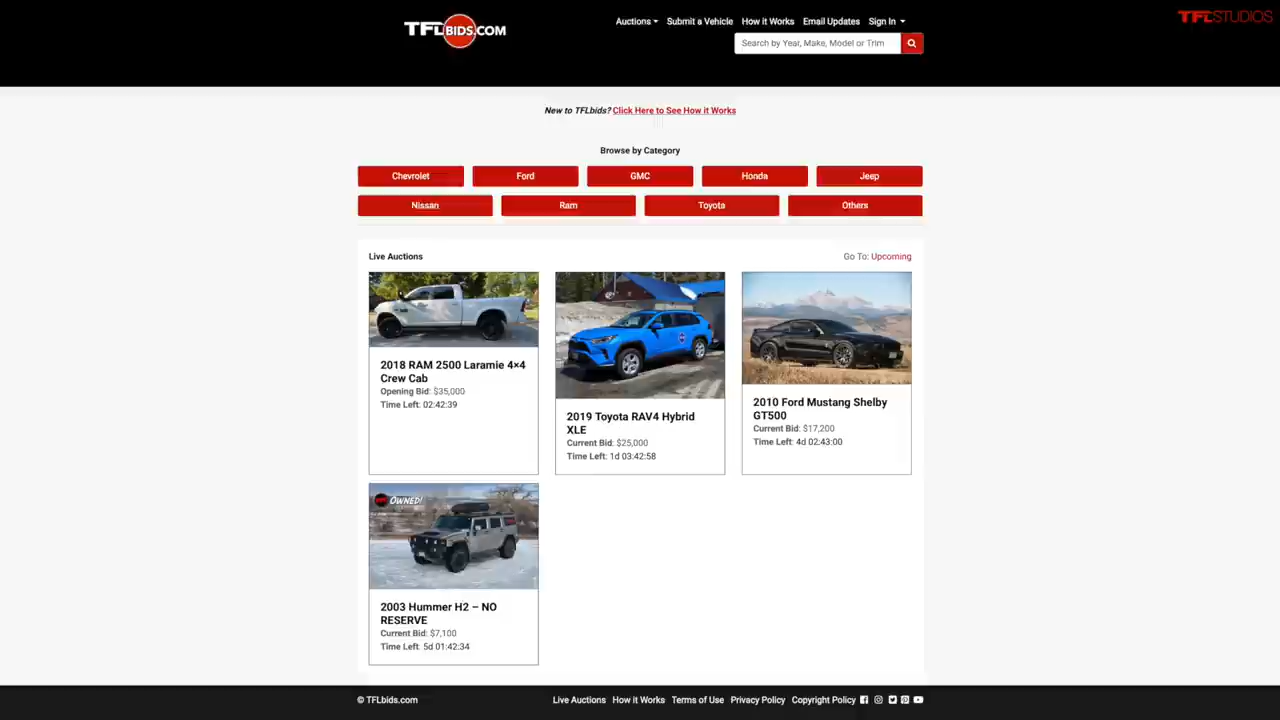 TFLBIDS.COM
Auctions
Submit a Vehicle
How it Works
Email Updates
Sign In
TFLSTUDIOS
Search by Year, Make, Model or Trim
New to TFLbids? Click Here to See How it Works
Browse by Category
Chevrolet
Ford
GMC
Honda
Jeep
Nissan
Ram
Toyota
Others
Live Auctions
Go To: Upcoming
2018 RAM 2500 Laramie 4×4
Crew Cab
Opening Bid: $35,000
Time Left: 02:42:39
2019 Toyota RAV4 Hybrid
XLE
Current Bid: $25,000
Time Left: 1d 03:42:58
2010 Ford Mustang Shelby
GT500
Current Bid: $17,200
Time Left: 4d 02:43:00
OWNED!
2003 Hummer H2 – NO
RESERVE
Current Bid: $7,100
Time Left: 5d 01:42:34
© TFLbids.com
Live Auctions
How it Works
Terms of Use
Privacy Policy
Copyright Policy